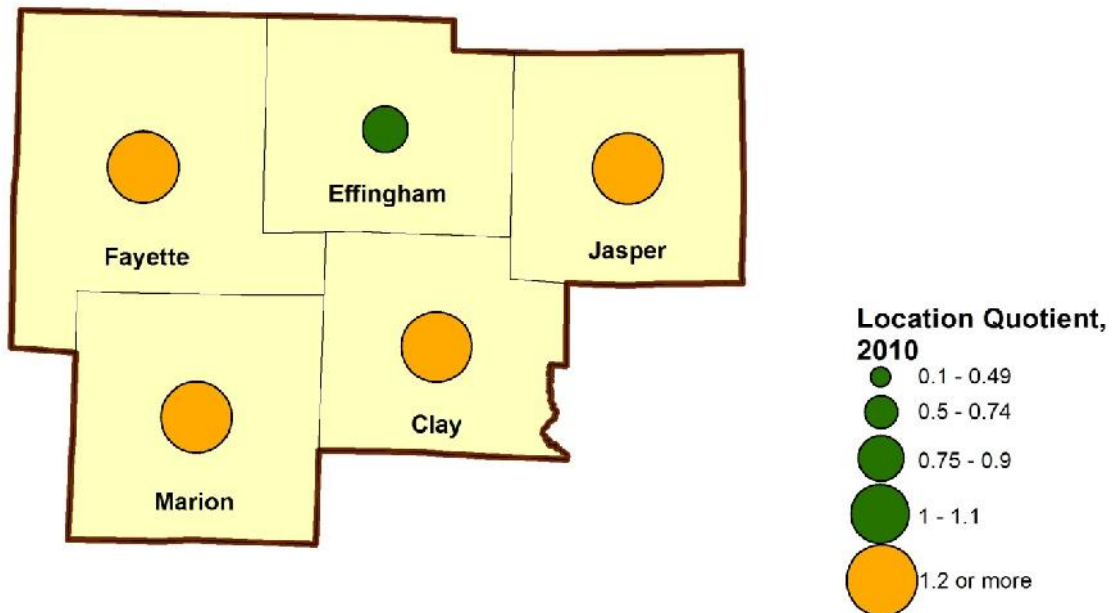 Effingham
Fayette
Jasper
Clay
Marion
Location Quotient,
2010
0.1 - 0.49
0.5 - 0.74
0.75 - 0.9
1 - 1.1
1.2 or more